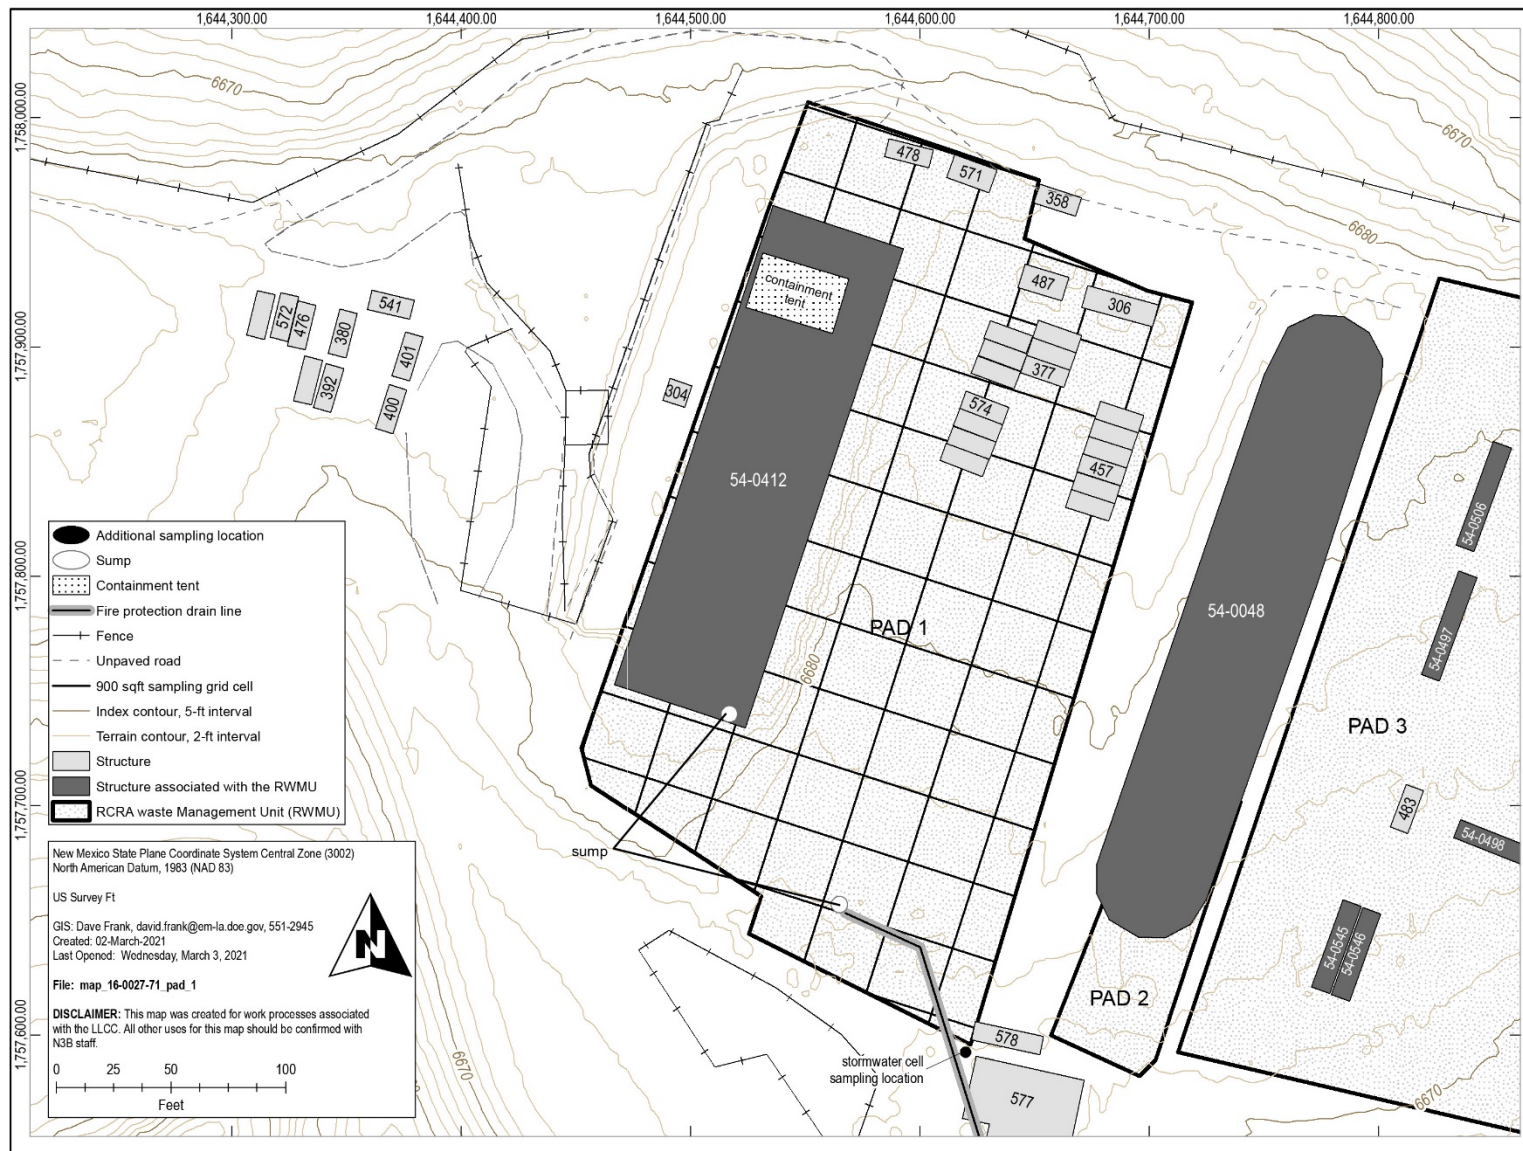 1,644,300.00
1,644,400.00
1,644,500.00
1,644,600.00
1,644,700.00
1,644,800.00
1,758,000.00
1,757,900.00
1,757,800.00
1,757,700.00
1,757,600.00
6670
6670
6680
478
571
358
487
306
containment
tent
572
476
541
380
401
392
400
304
377
574
457
54-0412
54-0048
54-0506
54-0497
PAD 1
6680
PAD 3
483
54-0498
54-0545
54-0546
PAD 2
sump
578
stormwater cell
sampling location
577
6670
6670
Additional sampling location
Sump
Containment tent
Fire protection drain line
Fence
Unpaved road
900 sqft sampling grid cell
Index contour, 5-ft interval
Terrain contour, 2-ft interval
Structure
Structure associated with the RWMU
RCRA waste Management Unit (RWMU)
New Mexico State Plane Coordinate System Central Zone (3002)
North American Datum, 1983 (NAD 83)
US Survey Ft
GIS: Dave Frank, david.frank@em-la.doe.gov, 551-2945
Created: 02-March-2021
Last Opened: Wednesday, March 3, 2021
File: map_16-0027-71_pad_1
DISCLAIMER: This map was created for work processes associated
with the LLCC. All other uses for this map should be confirmed with
N3B staff.
N
0 25 50 100
Feet